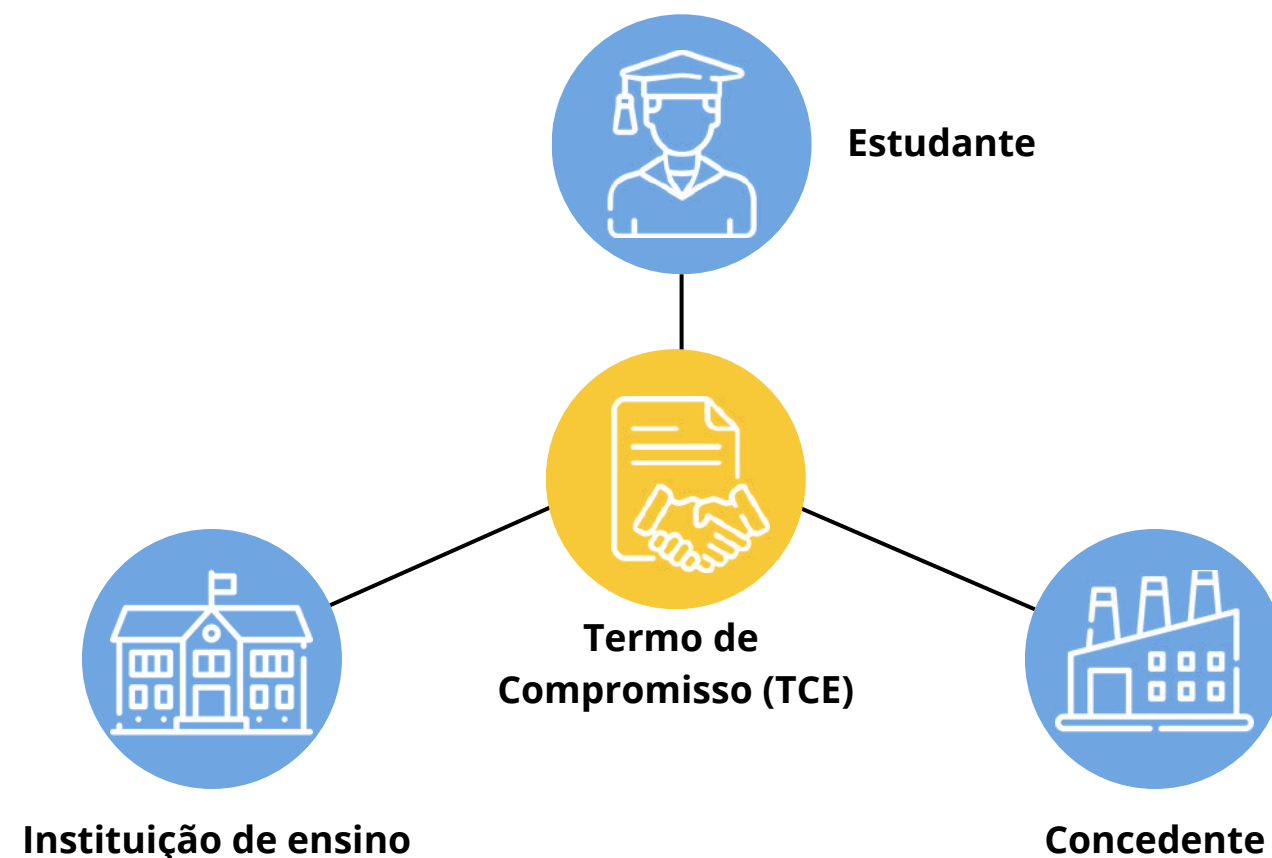 Estudante
Termo de
Compromisso (TCE)
Instituição de ensino
Concedente